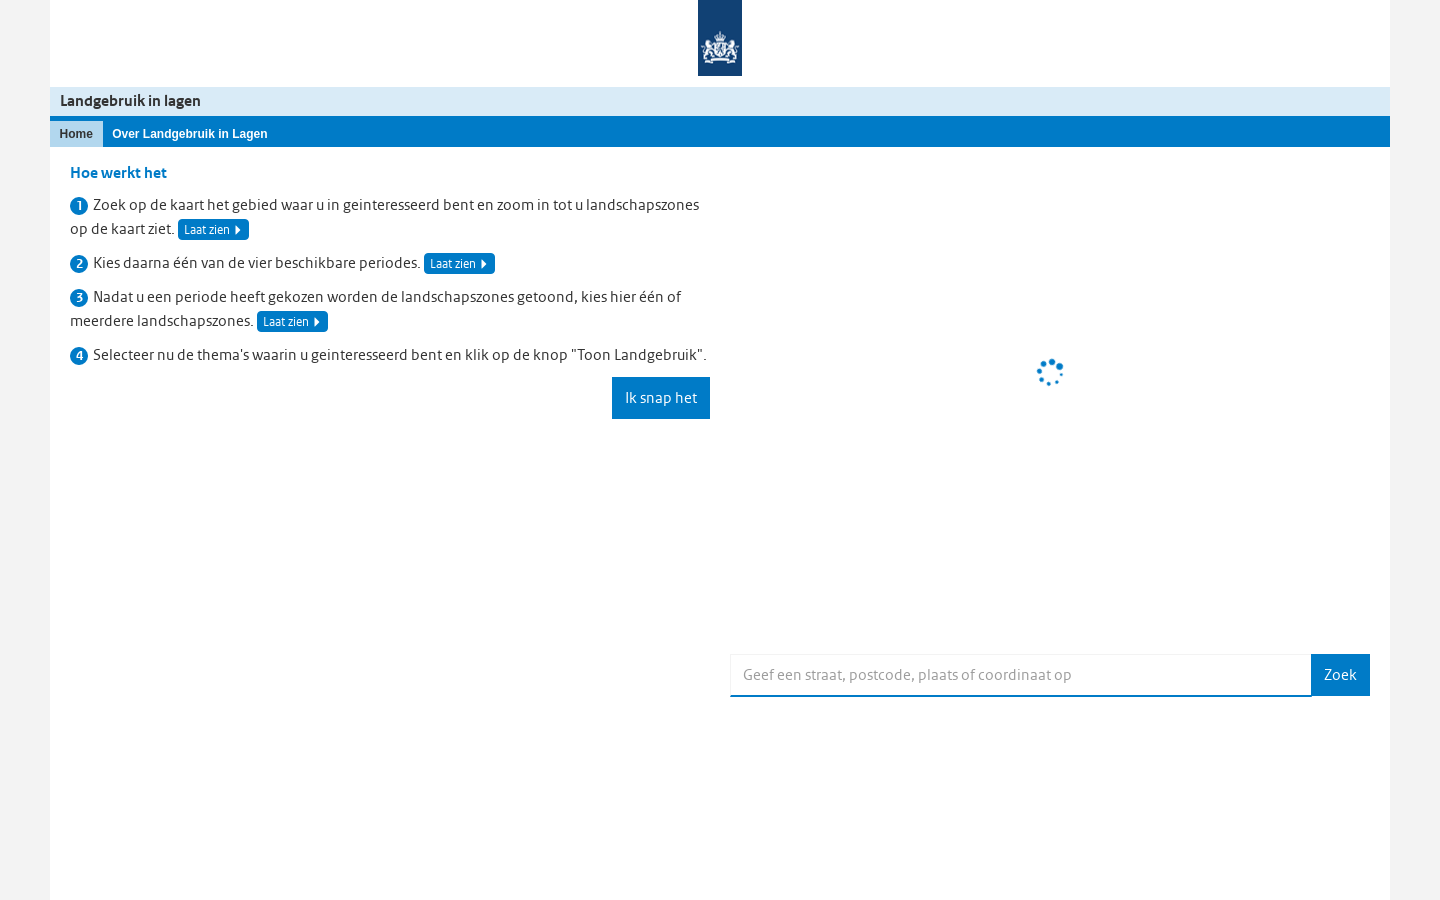 Landgebruik in lagen
Home
Over Landgebruik in Lagen
Hoe werkt het
1 Zoek op de kaart het gebied waar u in geinteresseerd bent en zoom in tot u landschapszones
op de kaart ziet. Laat zien
2 Kies daarna één van de vier beschikbare periodes. Laat zien
3 Nadat u een periode heeft gekozen worden de landschapszones getoond, kies hier één of
meerdere landschapszones. Laat zien
4 Selecteer nu de thema's waarin u geinteresseerd bent en klik op de knop "Toon Landgebruik".
Ik snap het
Geef een straat, postcode, plaats of coordinaat op
Zoek